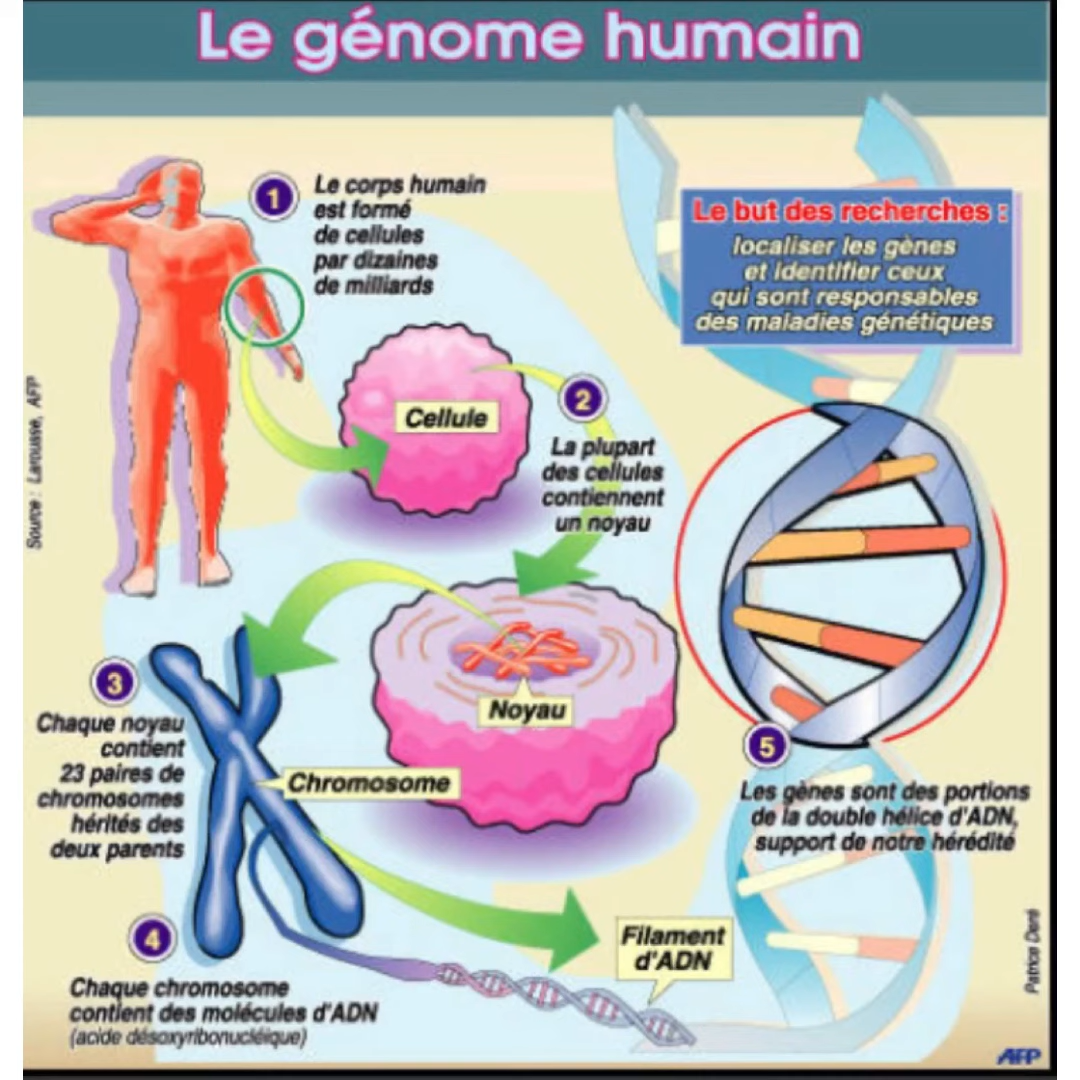 Le génome humain
1
Le corps humain
est formé
de cellules
par dizaines
de milliards
Le but des recherches :
localiser les gènes
et identifier ceux
qui sont responsables
des maladies génétiques
Cellule
2
La plupart
des cellules
contiennent
un noyau
Source : Larousse, AFP
Noyau
3
Chaque noyau
contient
23 paires de
chromosomes
hérités des
deux parents
Chromosome
5
Les gènes sont des portions
de la double hélice d'ADN,
support de notre hérédité
4
Chaque chromosome
contient des molécules d'ADN
(acide désoxyribonucléique)
Filament
d'ADN
Patrice Deré
AFP